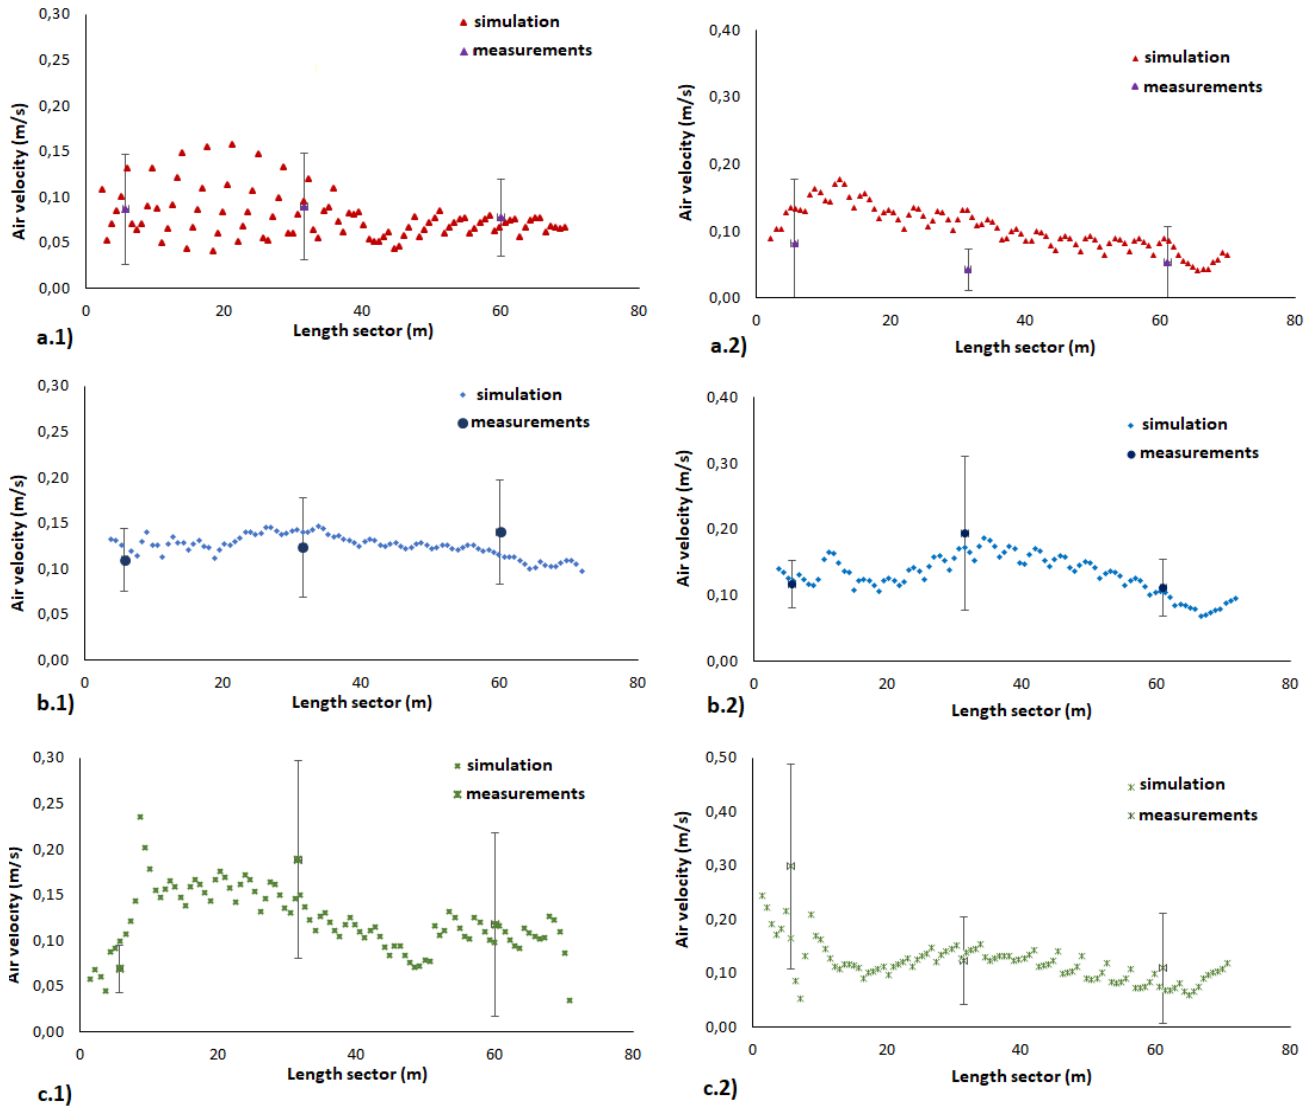 0,30
0,25
0,20
0,15
0,10
0,05
0,00
Air velocity (m/s)
simulation
measurements
0 20 40 60 80
Length sector (m)
a.1)
0,40
0,30
0,20
0,10
0,00
Air velocity (m/s)
simulation
measurements
0 20 40 60 80
Length sector (m)
a.2)
0,30
0,25
0,20
0,15
0,10
0,05
0,00
Air velocity (m/s)
simulation
measurements
0 20 40 60 80
Length sector (m)
b.1)
0,40
0,30
0,20
0,10
0,00
Air velocity (m/s)
simulation
measurements
0 20 40 60 80
Length sector (m)
b.2)
0,30
0,25
0,20
0,15
0,10
0,05
0,00
Air velocity (m/s)
simulation
measurements
0 20 40 60 80
Length sector (m)
c.1)
0,50
0,40
0,30
0,20
0,10
0,00
Air velocity (m/s)
simulation
measurements
0 20 40 60 80
Length sector (m)
c.2)